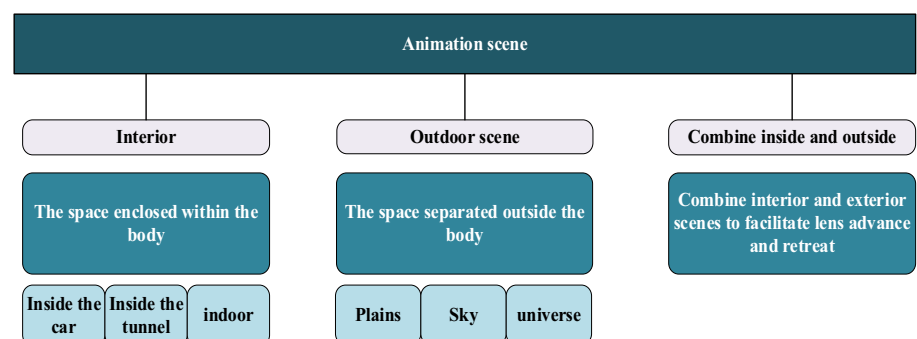 Animation scene
Interior
Outdoor scene
Combine inside and outside
The space enclosed within the
body
The space separated outside the
body
Combine interior and exterior
scenes to facilitate lens advance
and retreat
Inside the
car
Inside the
tunnel
indoor
Plains
Sky
universe